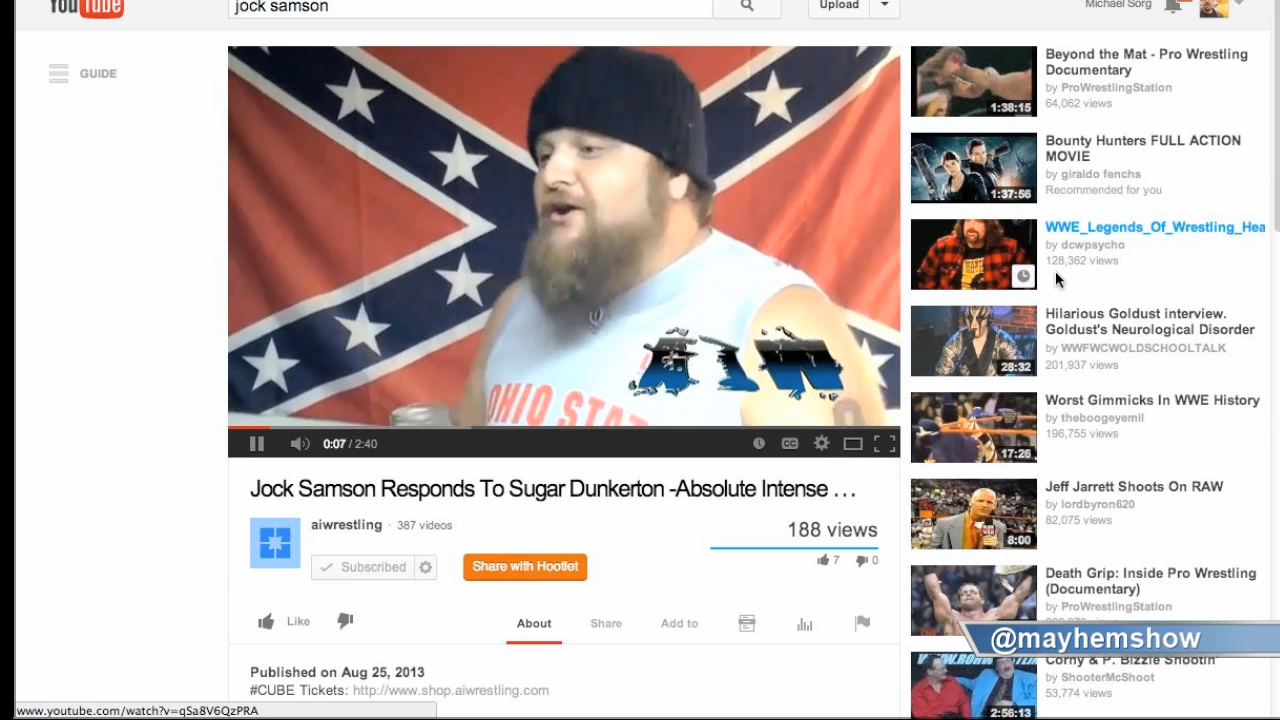 YouTube
jock samson
Upload
Michael Sorg
GUIDE
AIW
OHIO STAT
0:07 / 2:40
CC
Jock Samson Responds To Sugar Dunkerton -Absolute Intense ...
aiwrestling · 387 videos
188 views
Subscribed
Share with Hootlet
7
0
Like
About
Share
Add to
Published on Aug 25, 2013
#CUBE Tickets: http://www.shop.aiwrestling.com
www.youtube.com/watch?v=qSa8V6QzPRA
1:38:15
Beyond the Mat - Pro Wrestling
Documentary
by ProWrestlingStation
64,062 views
1:37:56
Bounty Hunters FULL ACTION
MOVIE
by giraldo fenchs
Recommended for you
WWE_Legends_Of_Wrestling_Hea
by dcwpsycho
128,362 views
28:32
Hilarious Goldust interview.
Goldust's Neurological Disorder
by WWFWCWOLDSCHOOLTALK
201,937 views
17:26
Worst Gimmicks In WWE History
by theboogeyemil
196,755 views
8:00
Jeff Jarrett Shoots On RAW
by lordbyron620
82,075 views
Death Grip: Inside Pro Wrestling
(Documentary)
by ProWrestlingStation
@mayhemshow
2:56:13
Corny & P. Bizzle Shootin'
by ShooterMcShoot
53,774 views